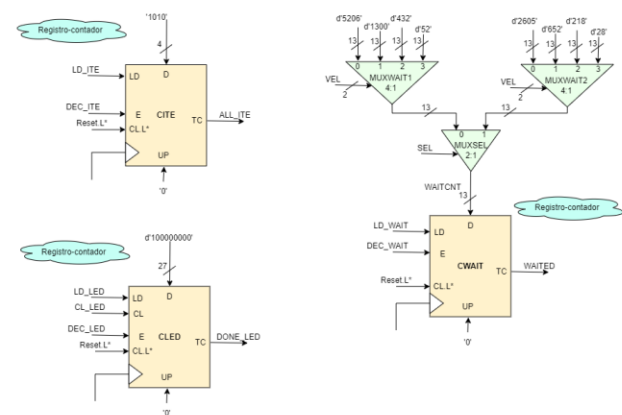 '1010'
Registro-contador
4
LD_ITE
LD
D
DEC_ITE
E
CITE
TC
ALL_ITE
Reset.L*
CL.L*
UP
'0'
d'5206'
d'1300'
d'432'
d'52'
13
13
13
13
0
1
2
3
MUXWAIT1
4:1
VEL
2
13
d'2605'
d'652'
d'218'
d'28'
13
13
13
13
0
1
2
3
MUXWAIT2
4:1
VEL
2
13
0
1
MUXSEL
2:1
SEL
WAITCNT
13
Registro-contador
LD_WAIT
LD
D
DEC_WAIT
E
CWAIT
TC
WAITED
Reset.L*
CL.L*
UP
'0'
d'100000000'
Registro-contador
27
LD_LED
LD
D
CL_LED
CL
DEC_LED
E
CLED
TC
DONE_LED
Reset.L*
CL.L*
UP
'0'